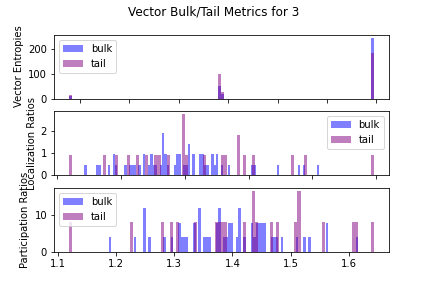 Vector Bulk/Tail Metrics for 3
Vector Entropies
200
100
0
bulk
tail
Localization Ratios
2
1
0
bulk
tail
Participation Ratios
10
0
bulk
tail
1.1 1.2 1.3 1.4 1.5 1.6